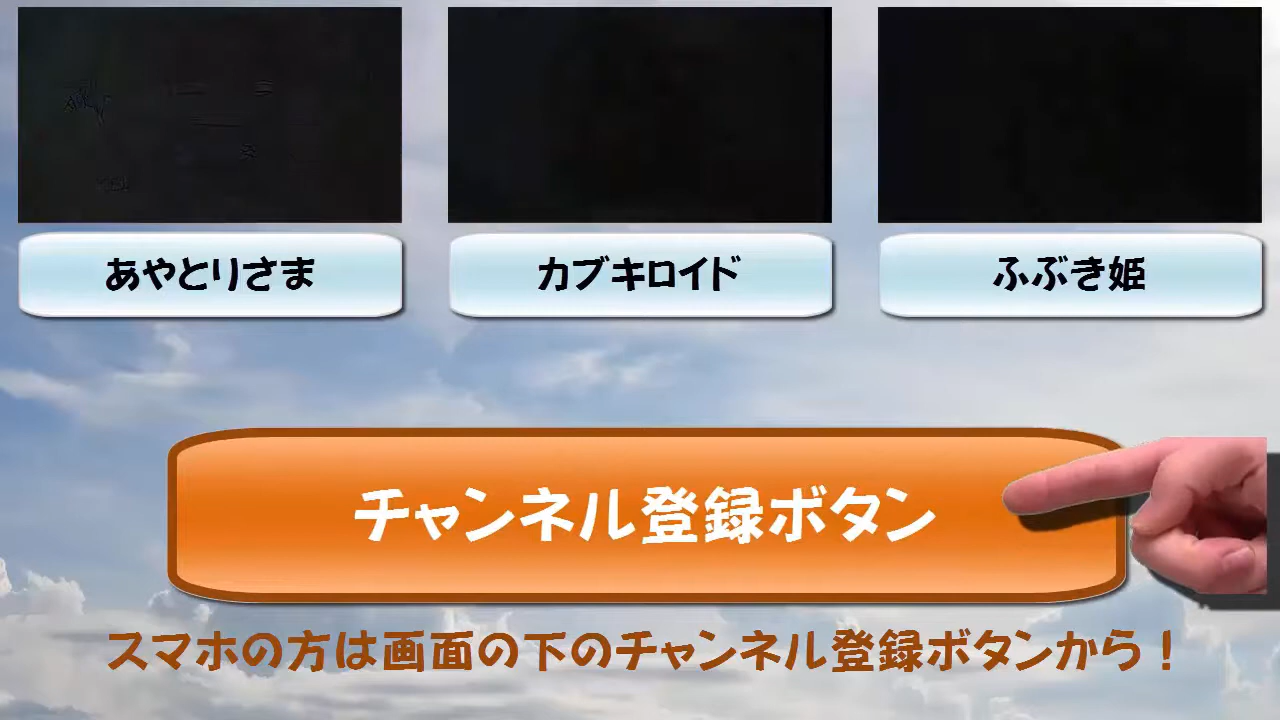 あやとりさま
カブキロイド
ふぶき姫
チャンネル登録ボタン
スマホの方は画面の下のチャンネル登録ボタンから！